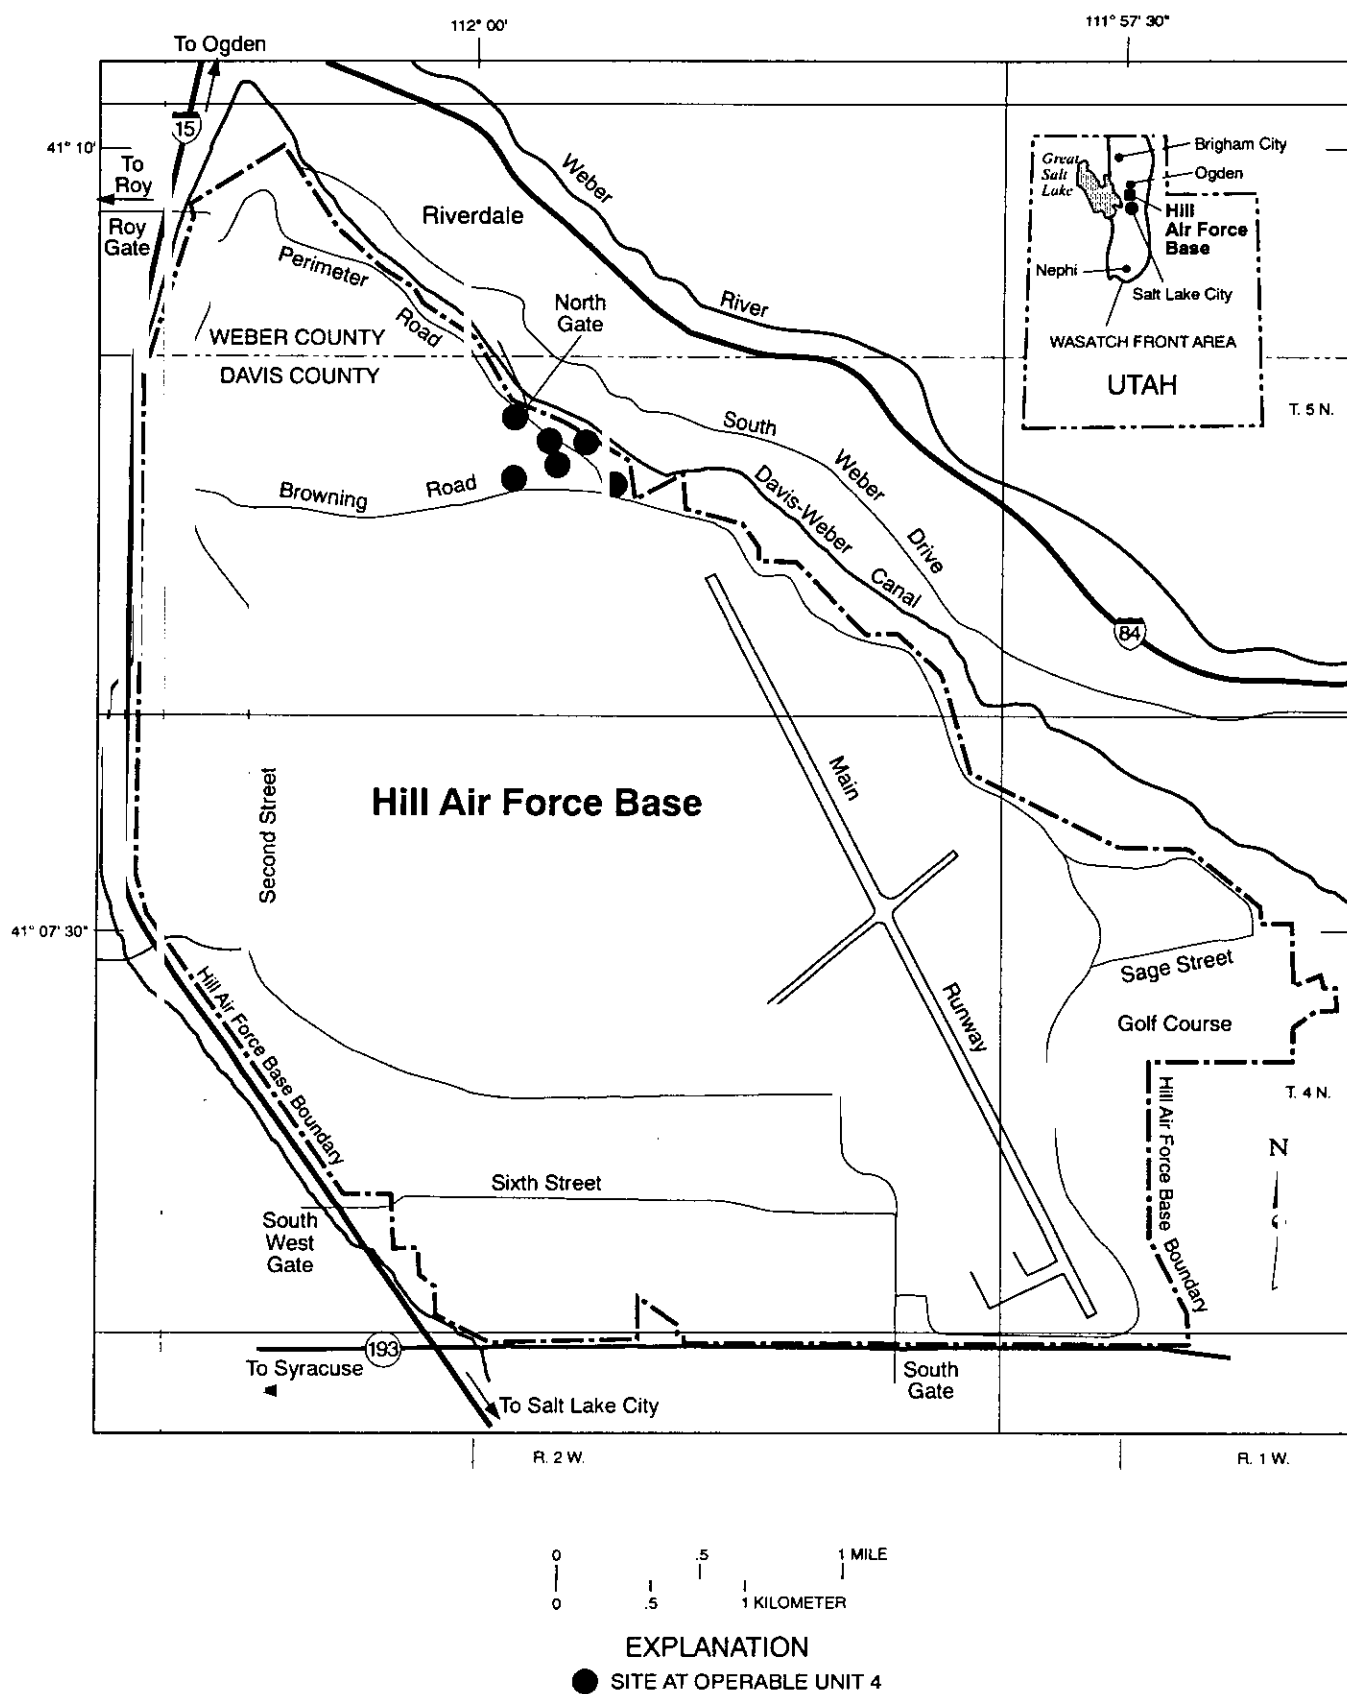 112° 00'
111° 57' 30"
To Ogden
15
41° 10'
To
Roy
Roy
Gate
Weber
Riverdale
Perimeter
Road
North
Gate
River
WEBER COUNTY
DAVIS COUNTY
Great
Salt
Lake
Brigham City
Ogden
Hill
Air Force
Base
Nephi
Salt Lake City
WASATCH FRONT AREA
UTAH
T. 5 N.
South
Weber
Drive
Browning
Road
Davis-Weber
Canal
84
Second Street
Hill Air Force Base
Main
Runway
41° 07' 30"
Hill Air Force Base Boundary
Sage Street
Golf Course
Hill Air Force Base Boundary
T. 4 N.
N
Sixth Street
South
West
Gate
193
To Syracuse
To Salt Lake City
South
Gate
R. 2 W.
R. 1 W.
0 .5 1 MILE
0 .5 1 KILOMETER
EXPLANATION
SITE AT OPERABLE UNIT 4